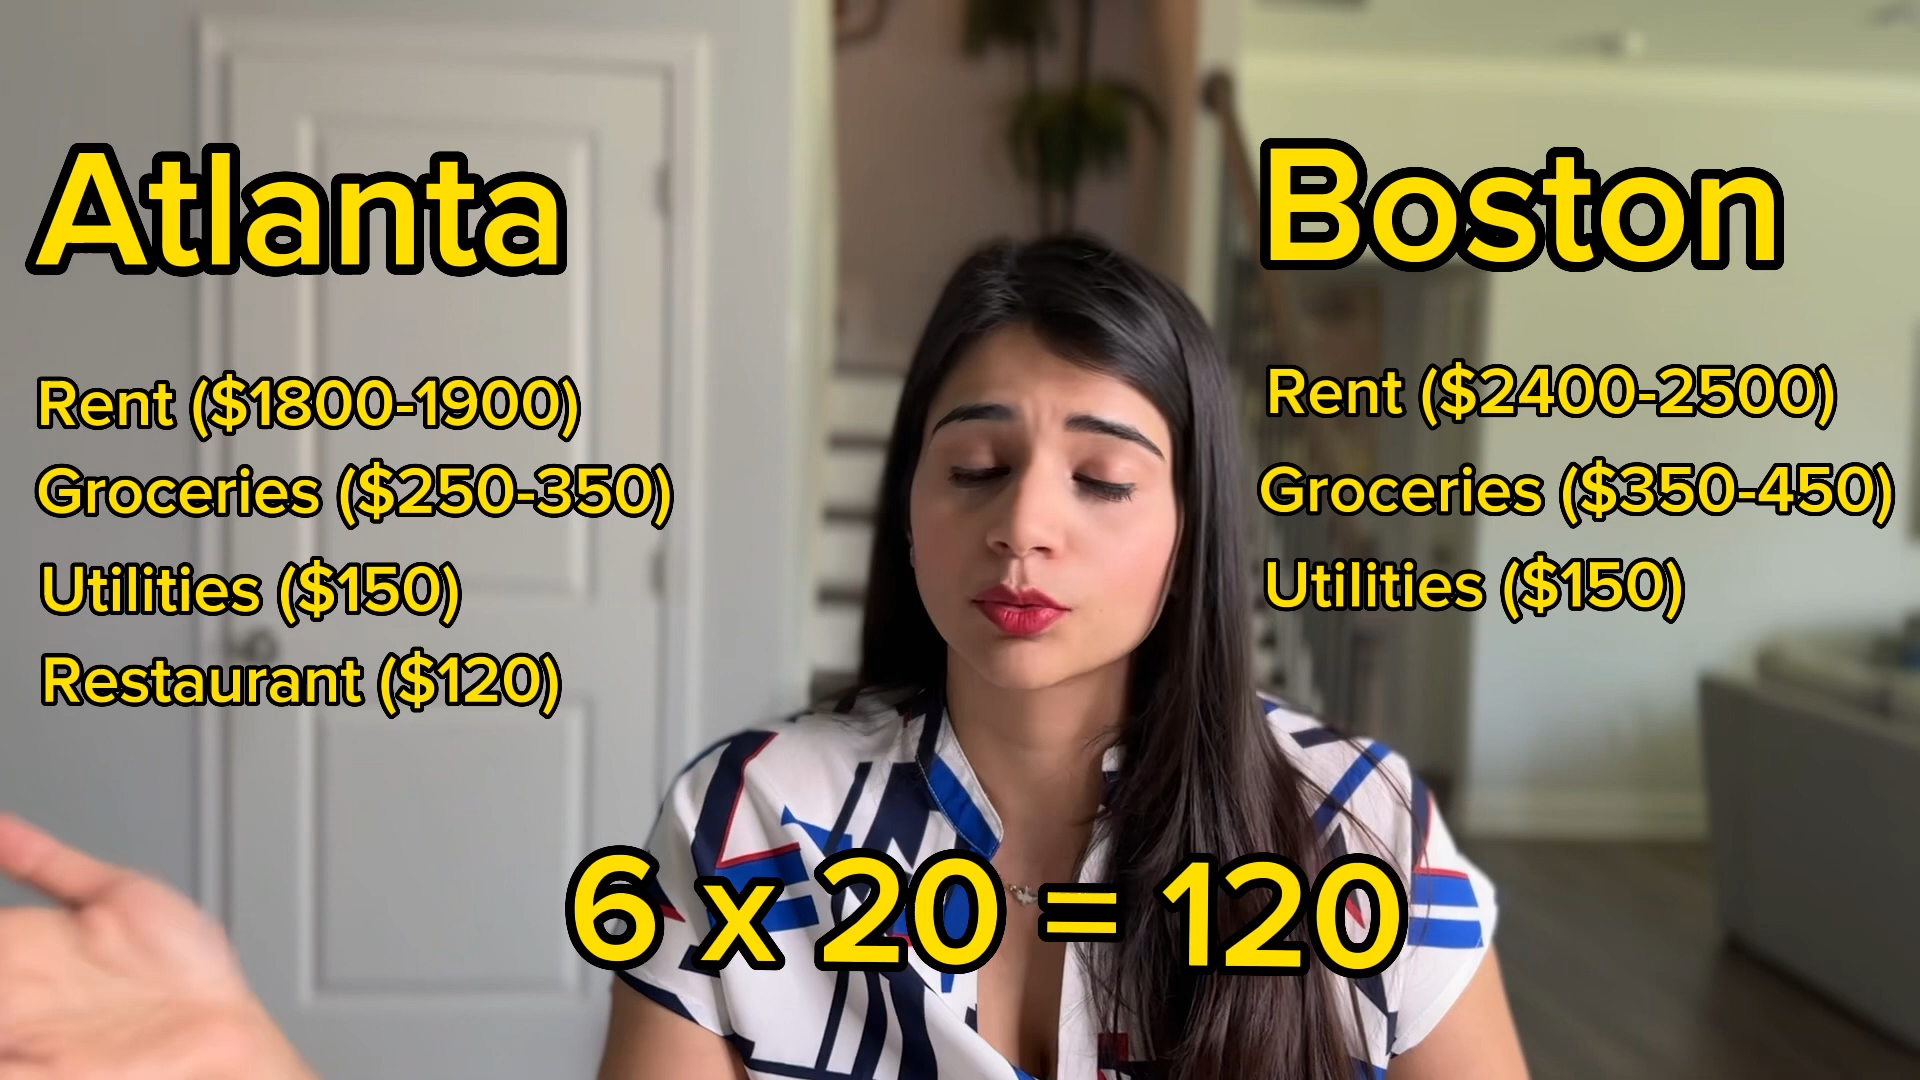 Atlanta
Rent ($1800-1900)
Groceries ($250-350)
Utilities ($150)
Restaurant ($120)
Boston
Rent ($2400-2500)
Groceries ($350-450)
Utilities ($150)
6 x 20 = 120